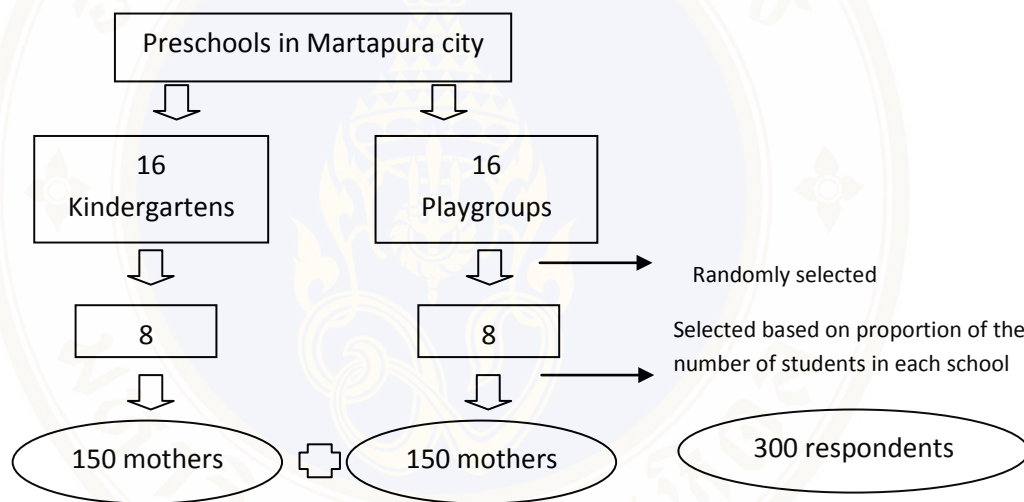 Preschools in Martapura city
16
Kindergartens
16
Playgroups
Randomly selected
8
8
Selected based on proportion of the
number of students in each school
150 mothers
150 mothers
300 respondents